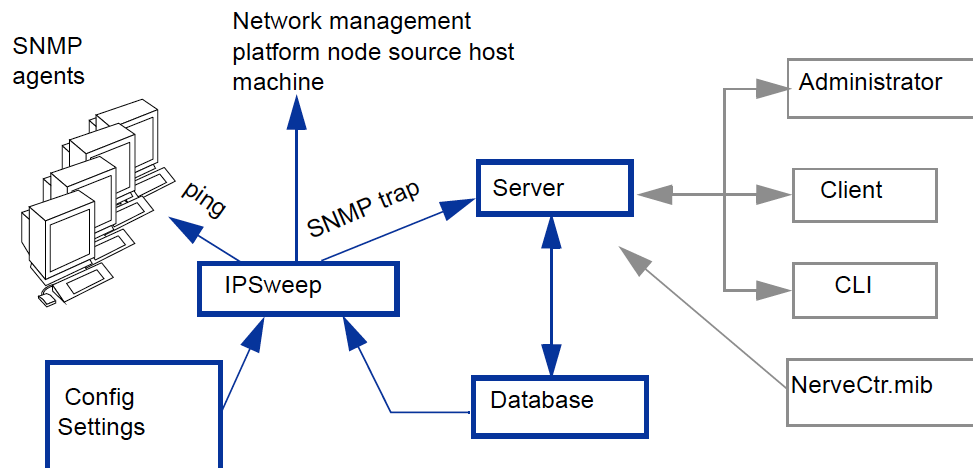 SNMP
agents
Network management
platform node source host
machine
ping
SNMP trap
Server
Administrator
Client
CLI
IPSweep
NerveCtr.mib
Config
Settings
Database